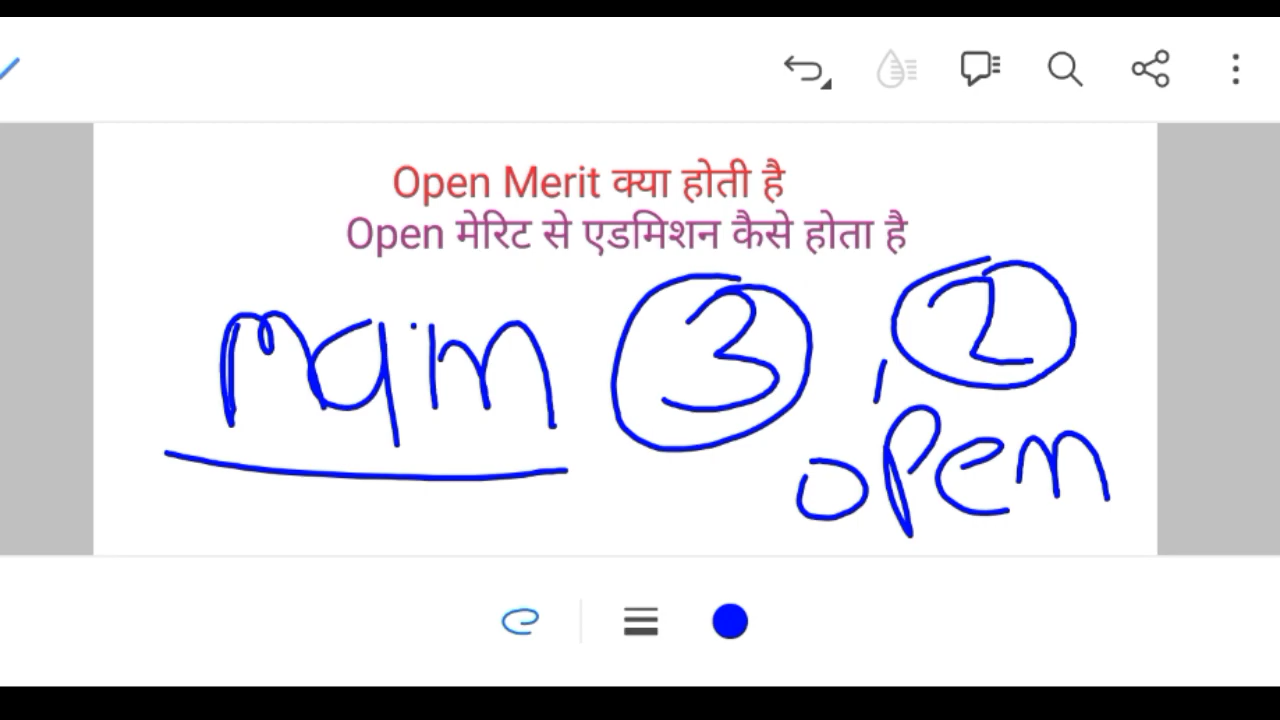 Open Merit क्या होती है
Open मेरिट से एडमिशन कैसे होता है
main 3, 2
open